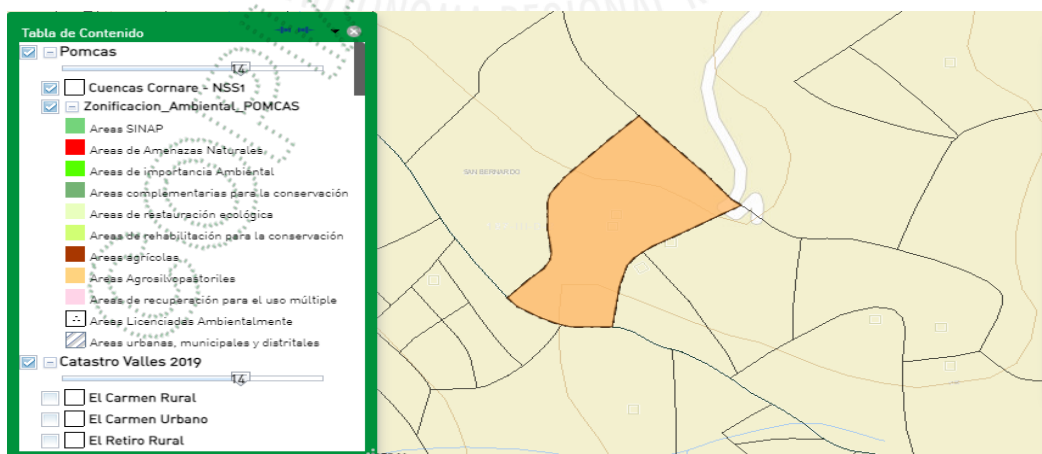 Tabla de Contenido
Pomcas
14
Cuencas Cornare - NSS1
Zonificacion_Ambiental_POMCAS
Areas SINAP
Areas de Amenazas Naturales
Areas de importancia Ambiental
Areas complementarias para la conservación
Areas de restauración ecológica
Areas de rehabilitación para la conservación
Areas agrícolas
Areas Agrosilvopastoriles
Areas de recuperación para el uso múltiple
Areas Licenciadas Ambientalmente
Areas urbanas, municipales y distritales
Catastro Valles 2019
14
El Carmen Rural
El Carmen Urbano
El Retiro Rural
SAN BERNARDO
REGIONAL